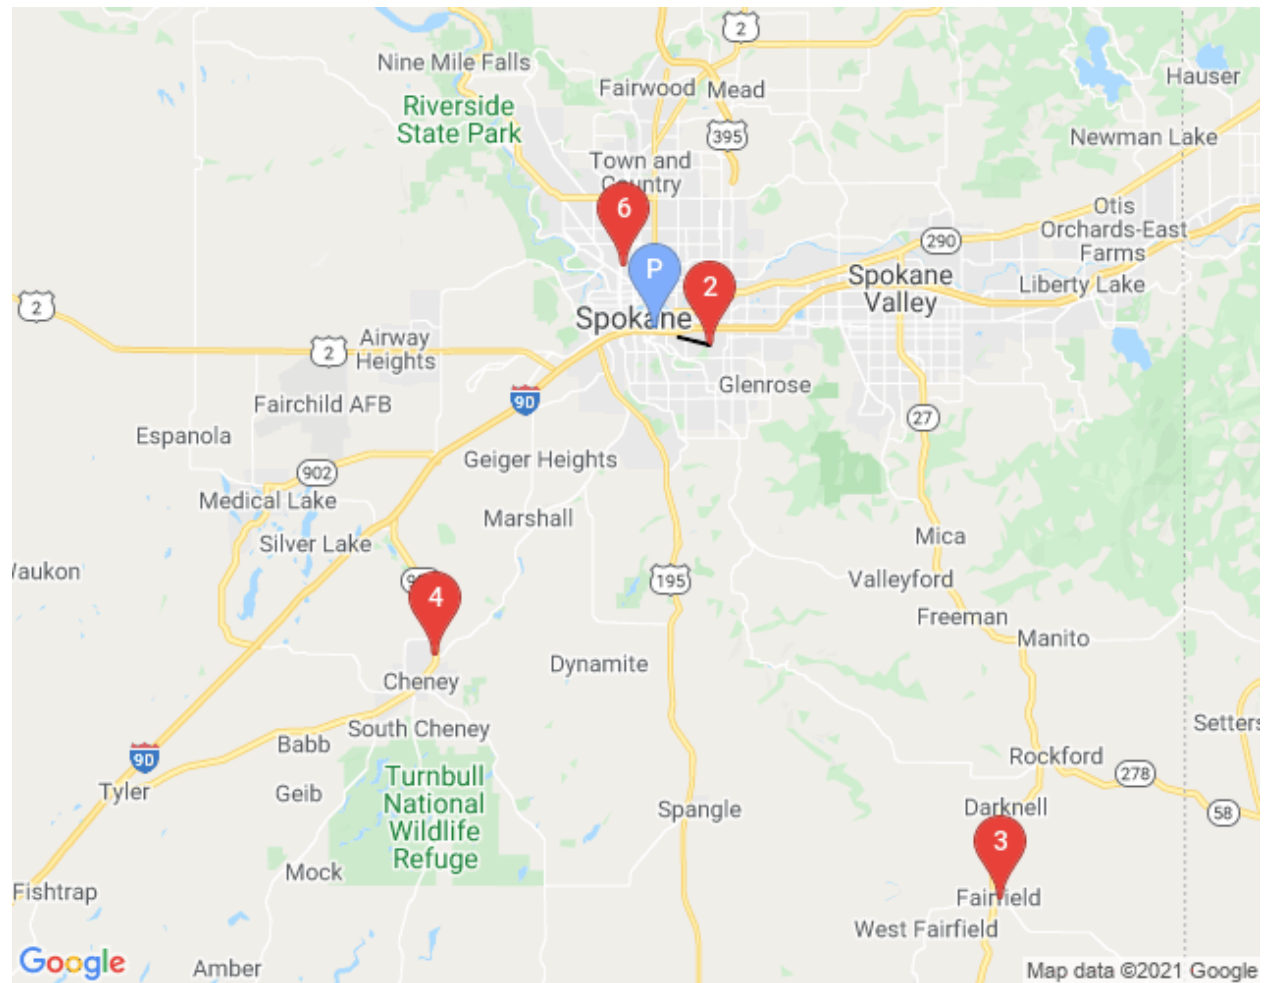 2
Nine Mile Falls
Hauser
Fairwood
Mead
Riverside
State Park
395
Newman Lake
Town and
Country
6
Otis
Orchards-East
Farms
290
P
2
Spokane
Valley
Liberty Lake
2
Spokane
Airway
Heights
2
Glenrose
90
Fairchild AFB
27
Espanola
Geiger Heights
902
Medical Lake
Marshall
Mica
Silver Lake
195
Valleyford
4
Freeman
Manito
Dynamite
Cheney
Setters
South Cheney
Babb
90
Rockford
278
Turnbull
National
Wildlife
Refuge
Tyler
Geib
Spangle
Darknell
58
3
Mock
Fishtrap
Fairfield
West Fairfield
Google
Amber
Map data ©2021 Google